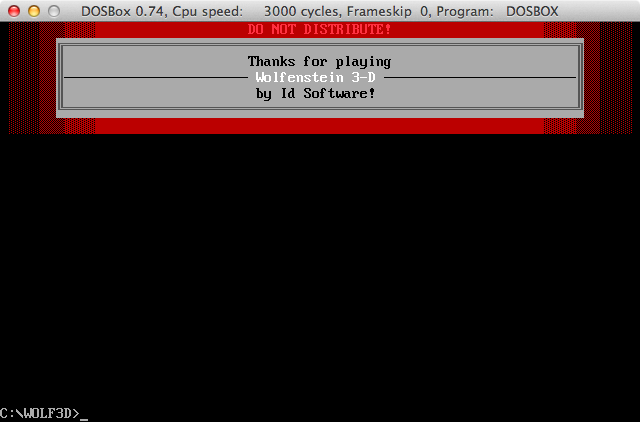 DOSBox 0.74, Cpu speed: 3000 cycles, Frameskip 0, Program: DOSBOX
DO NOT DISTRIBUTE!
Thanks for playing
Wolfenstein 3-D
by Id Software!
C:\WOLF3D>_